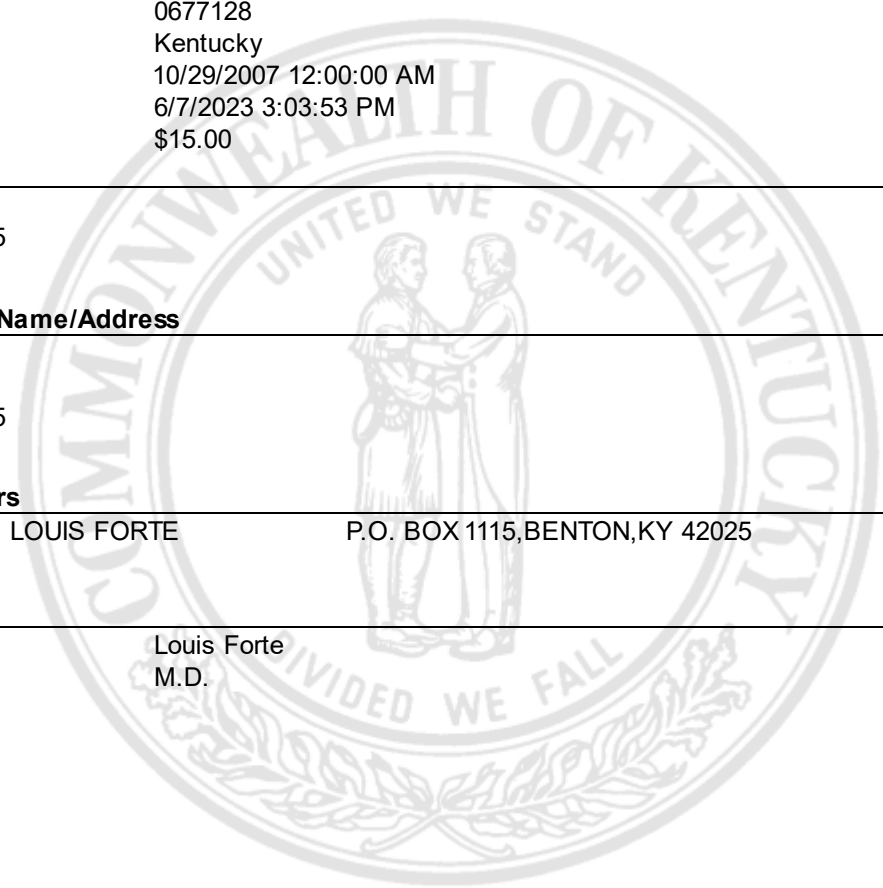 0677128
Kentucky
10/29/2007 12:00:00 AM
6/7/2023 3:03:53 PM
$15.00
5
Name/Address
5
rs
LOUIS FORTE P.O. BOX 1115,BENTON,KY 42025
Louis Forte
M.D.
COMMONWEALTH OF KENTUCKY
UNITED WE STAND
DIVIDED WE FALL